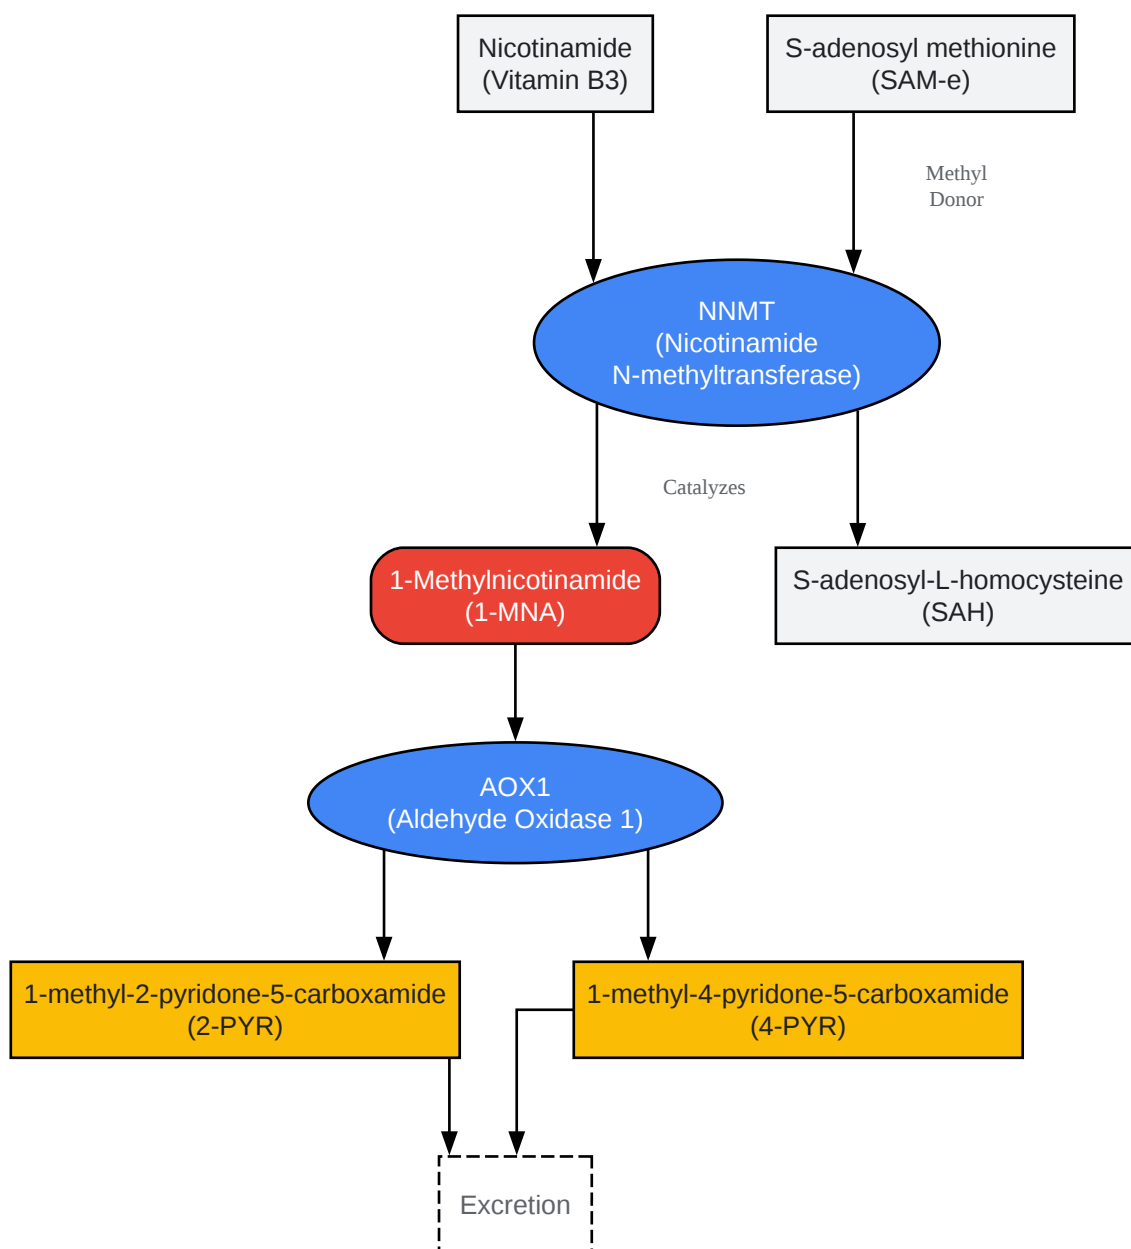 Nicotinamide
(Vitamin B3)
S-adenosyl methionine
(SAM-e)
Methyl
Donor
NNMT
(Nicotinamide
N-methyltransferase)
Catalyzes
1-Methylnicotinamide
(1-MNA)
S-adenosyl-L-homocysteine
(SAH)
AOX1
(Aldehyde Oxidase 1)
1-methyl-2-pyridone-5-carboxamide
(2-PYR)
1-methyl-4-pyridone-5-carboxamide
(4-PYR)
Excretion